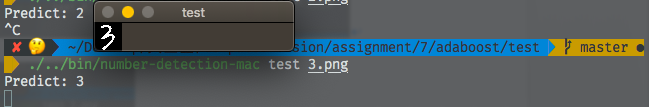 Predict: 2
test
^C
3
✘ 🤔 ~/D sion/assignment/7/adaboost/test master ●
./../bin/number-detection-mac test 3.png
Predict: 3